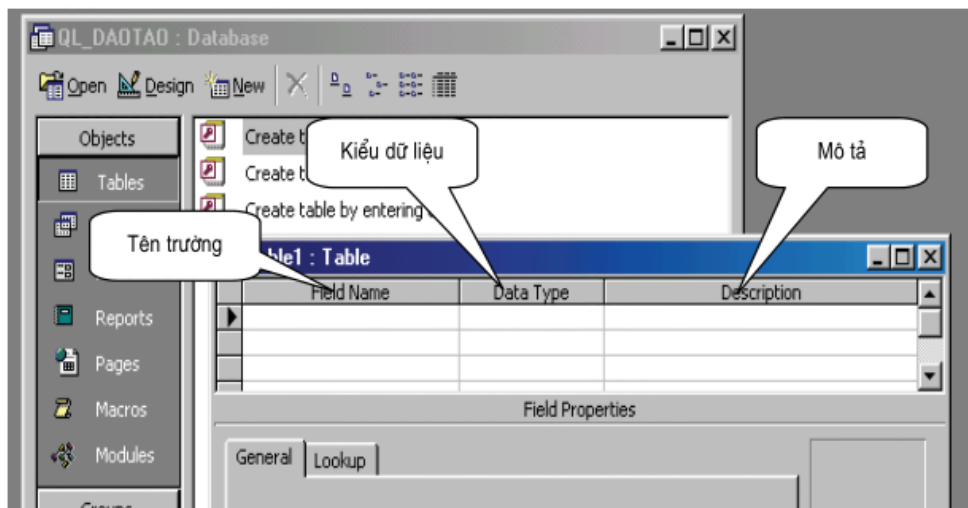 QL_DAOTAO : Database
Open Design New
Objects
Create t
Kiểu dữ liệu
Mô tả
Tables
Create t
Create table by entering
Tên trường
ble1 : Table
Field Name Data Type Description
Reports
Pages
Field Properties
Macros
Modules
General Lookup